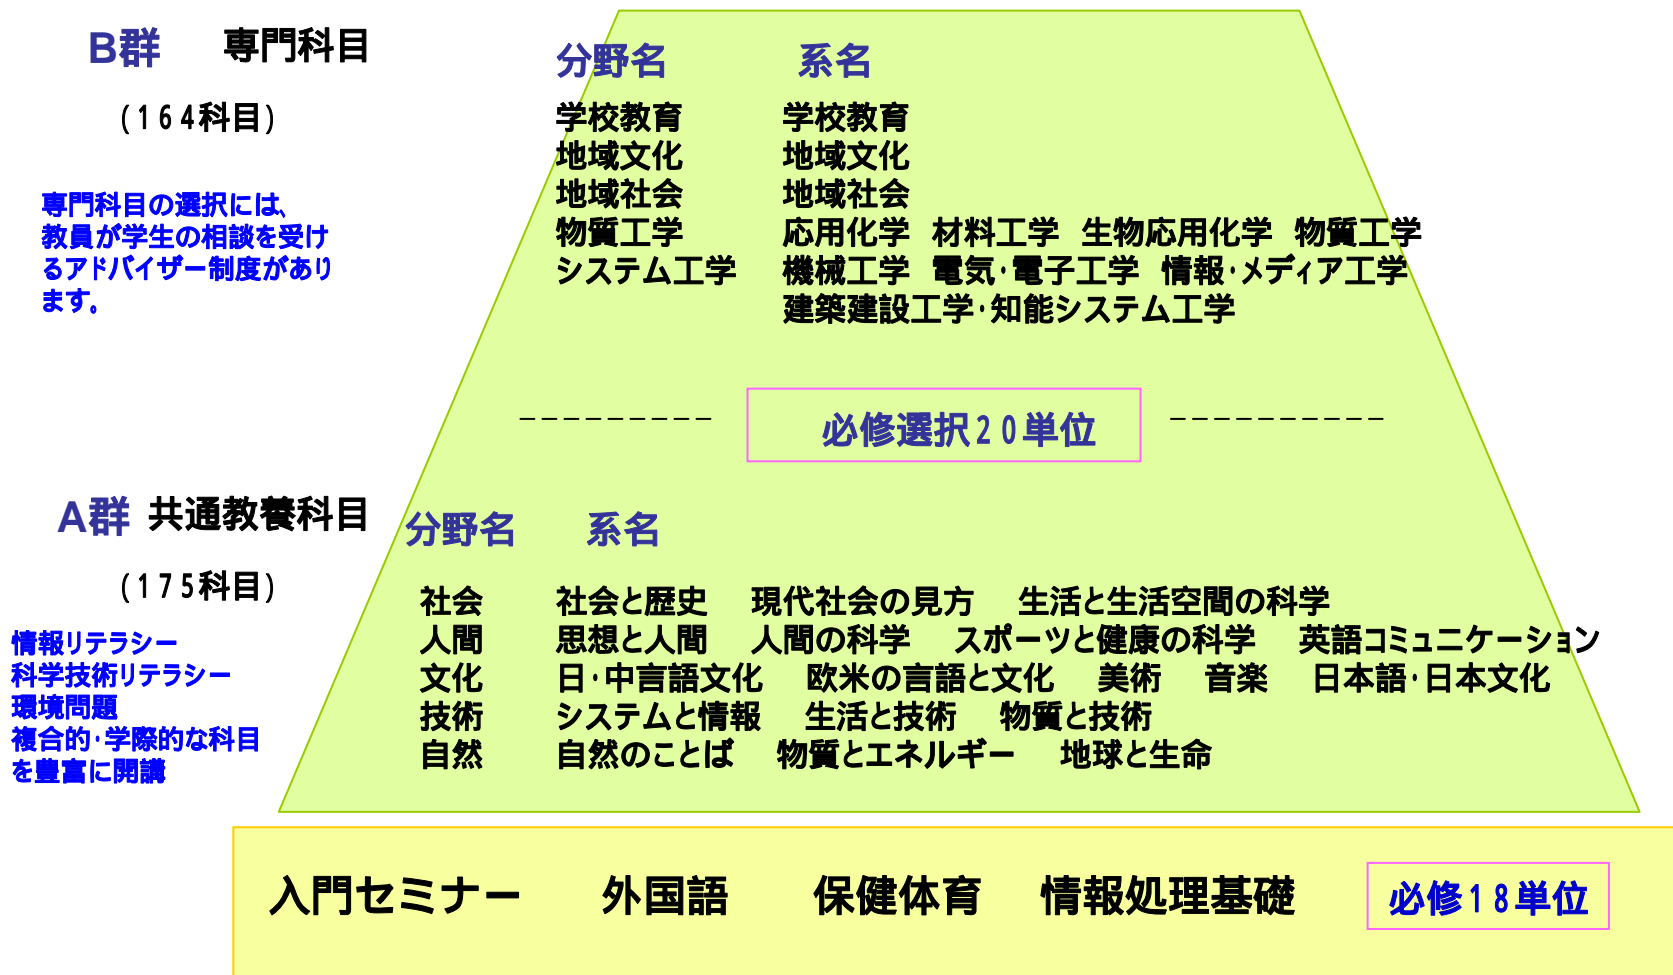 B群 専門科目
(164科目)
専門科目の選択には、
教員が学生の相談を受け
るアドバイザー制度があり
ます。
分野名 系名
学校教育 学校教育
地域文化 地域文化
地域社会 地域社会
物質工学 応用化学 材料工学 生物応用化学 物質工学
システム工学 機械工学 電気・電子工学 情報・メディア工学
建築建設工学・知能システム工学
--------- 必修選択20単位 ----------
A群 共通教養科目
(175科目)
情報リテラシー
科学技術リテラシー
環境問題
複合的・学際的な科目
を豊富に開講
分野名 系名
社会 社会と歴史 現代社会の見方 生活と生活空間の科学
人間 思想と人間 人間の科学 スポーツと健康の科学 英語コミュニケーション
文化 日・中言語文化 欧米の言語と文化 美術 音楽 日本語・日本文化
技術 システムと情報 生活と技術 物質と技術
自然 自然のことば 物質とエネルギー 地球と生命
入門セミナー 外国語 保健体育 情報処理基礎 必修18単位